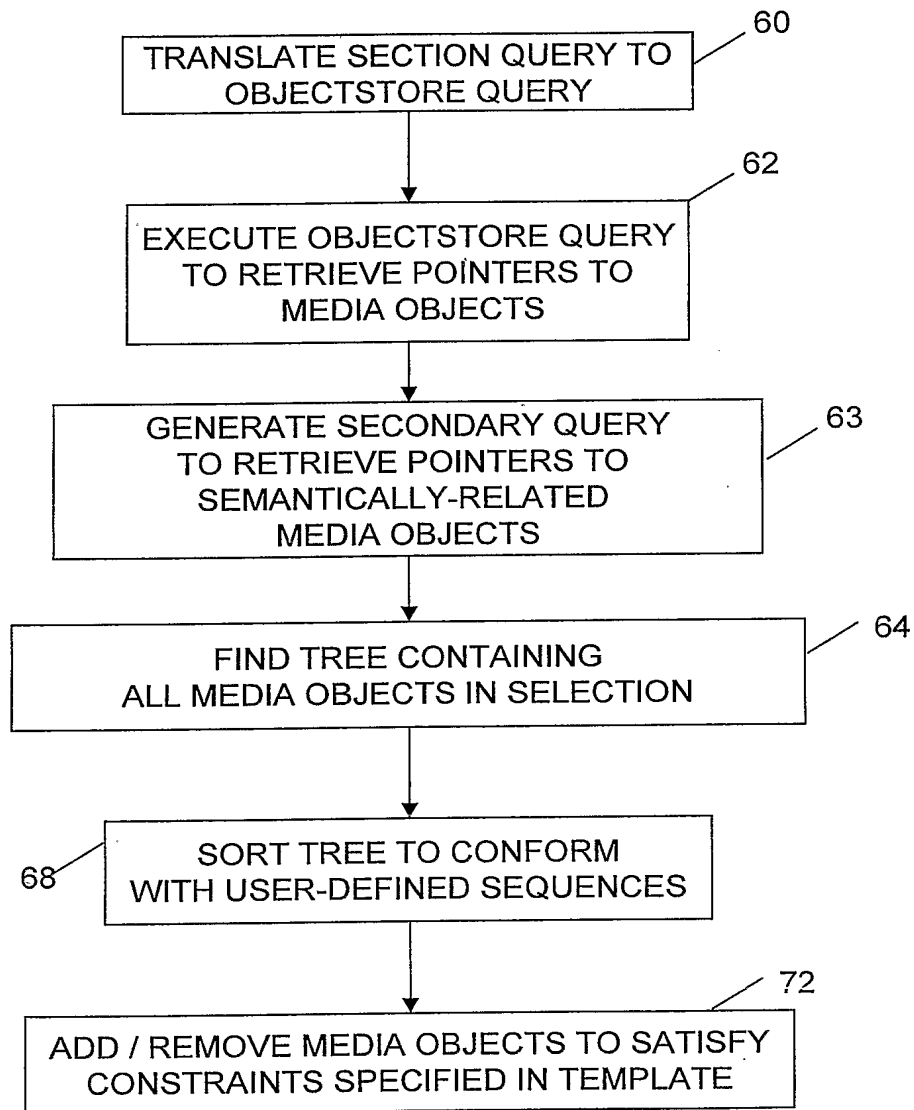 60
TRANSLATE SECTION QUERY TO
OBJECTSTORE QUERY
62
EXECUTE OBJECTSTORE QUERY
TO RETRIEVE POINTERS TO
MEDIA OBJECTS
63
GENERATE SECONDARY QUERY
TO RETRIEVE POINTERS TO
SEMANTICALLY-RELATED
MEDIA OBJECTS
64
FIND TREE CONTAINING
ALL MEDIA OBJECTS IN SELECTION
68
SORT TREE TO CONFORM
WITH USER-DEFINED SEQUENCES
72
ADD / REMOVE MEDIA OBJECTS TO SATISFY
CONSTRAINTS SPECIFIED IN TEMPLATE